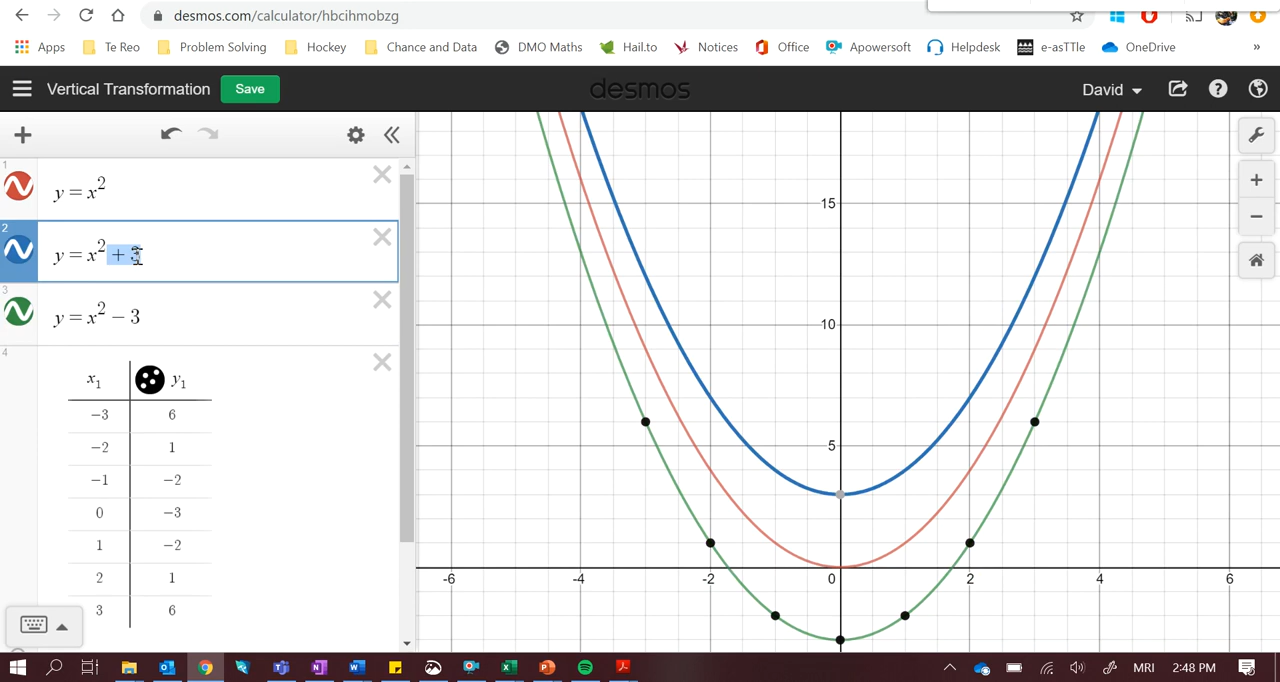 desmos.com/calculator/hbcihmobzg
Apps Te Reo Problem Solving Hockey Chance and Data DMO Maths Hail.to Notices Office Apowersoft Helpdesk e-asTTle OneDrive »
Vertical Transformation Save desmos David
1
y = x²
2
y = x² + 3
3
y = x² − 3
4
x₁ y₁
−3 6
−2 1
−1 −2
0 −3
1 −2
2 1
3 6
15
10
5
-6 -4 -2 0 2 4 6
MRI 2:48 PM